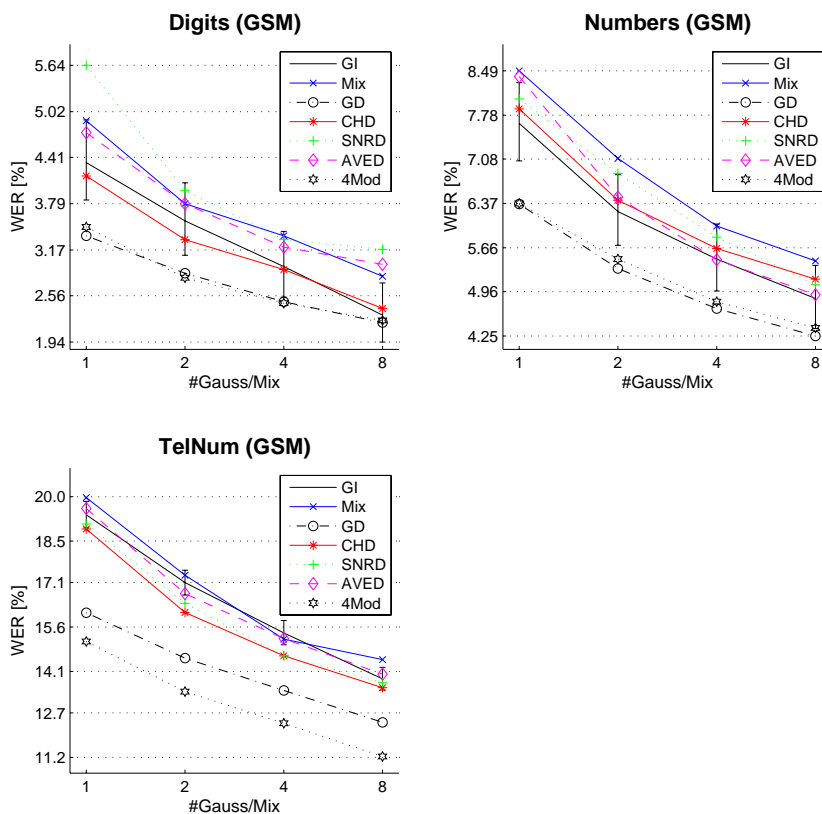 Digits (GSM)
WER [%]
5.64
5.02
4.41
3.79
3.17
2.56
1.94
1 2 4 8
#Gauss/Mix
GI
Mix
GD
CHD
SNRD
AVED
4Mod
Numbers (GSM)
WER [%]
8.49
7.78
7.08
6.37
5.66
4.96
4.25
1 2 4 8
#Gauss/Mix
GI
Mix
GD
CHD
SNRD
AVED
4Mod
TelNum (GSM)
WER [%]
20.0
18.5
17.1
15.6
14.1
12.7
11.2
1 2 4 8
#Gauss/Mix
GI
Mix
GD
CHD
SNRD
AVED
4Mod